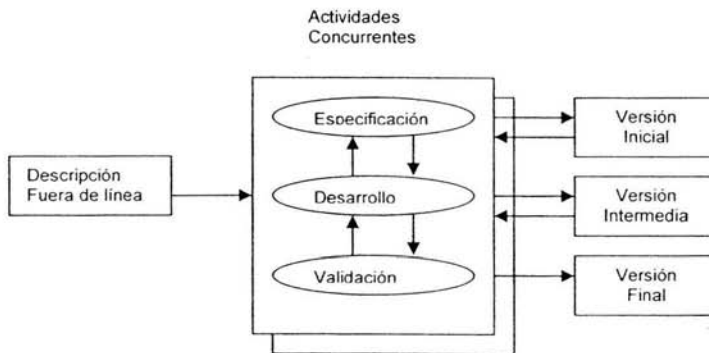 Actividades
Concurrentes
Especificación
Desarrollo
Validación
Descripción
Fuera de línea
Versión
Inicial
Versión
Intermedia
Versión
Final